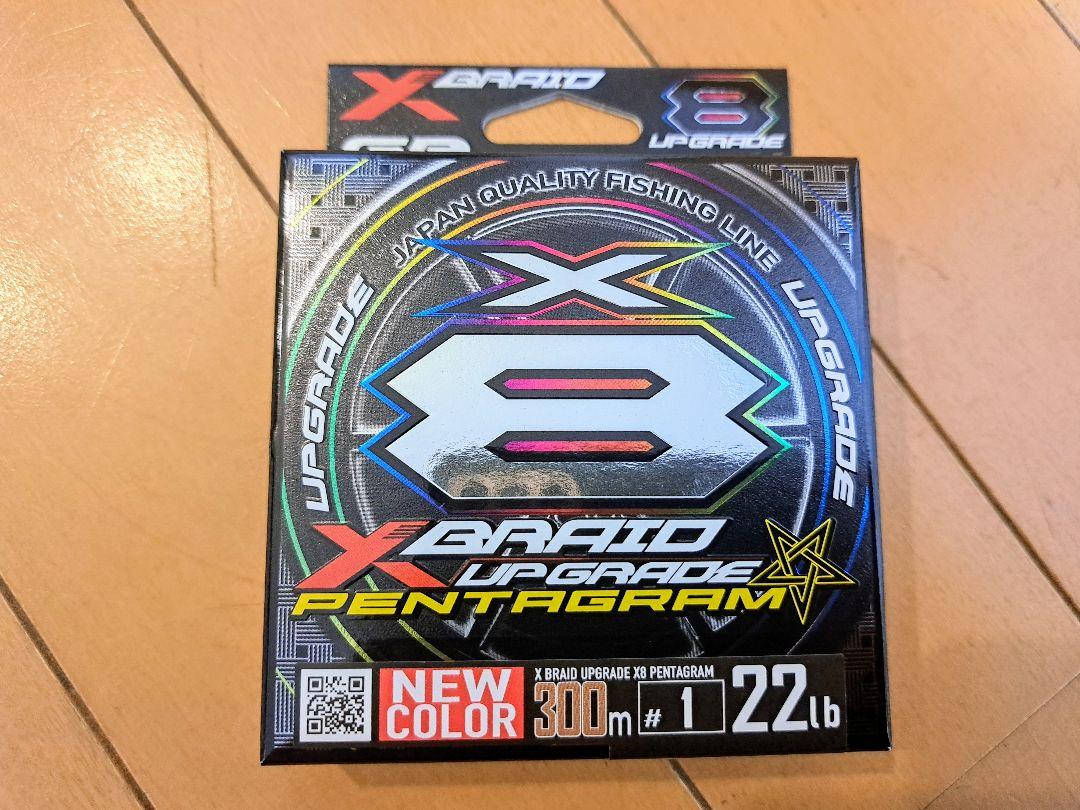 X BRAID
8
UPGRADE
JAPAN QUALITY FISHING LINE
UPGRADE
UPGRADE
X
8
X BRAID
UPGRADE
PENTAGRAM
NEW
COLOR
X BRAID UPGRADE X8 PENTAGRAM
300m
# 1
22lb